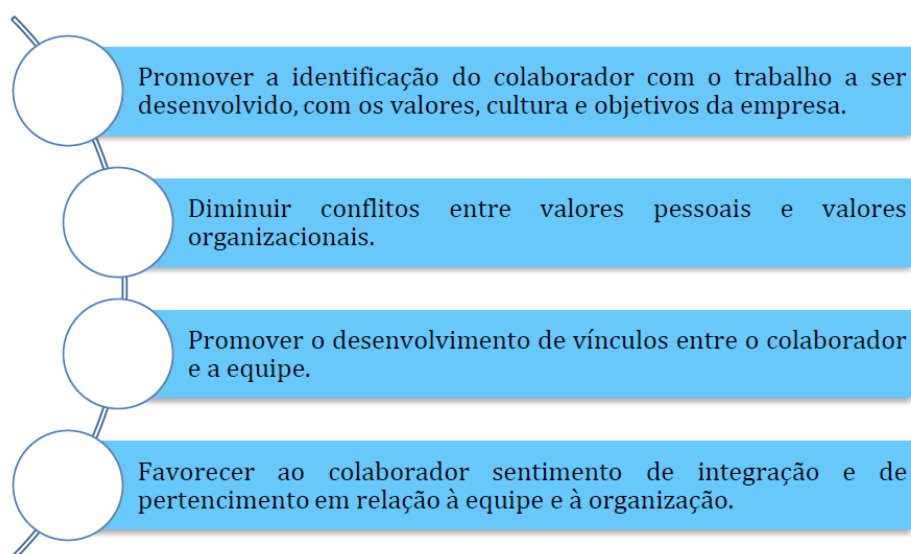 Promover a identificação do colaborador com o trabalho a ser
desenvolvido, com os valores, cultura e objetivos da empresa.
Diminuir conflitos entre valores pessoais e valores
organizacionais.
Promover o desenvolvimento de vínculos entre o colaborador
e a equipe.
Favorecer ao colaborador sentimento de integração e de
pertencimento em relação à equipe e à organização.